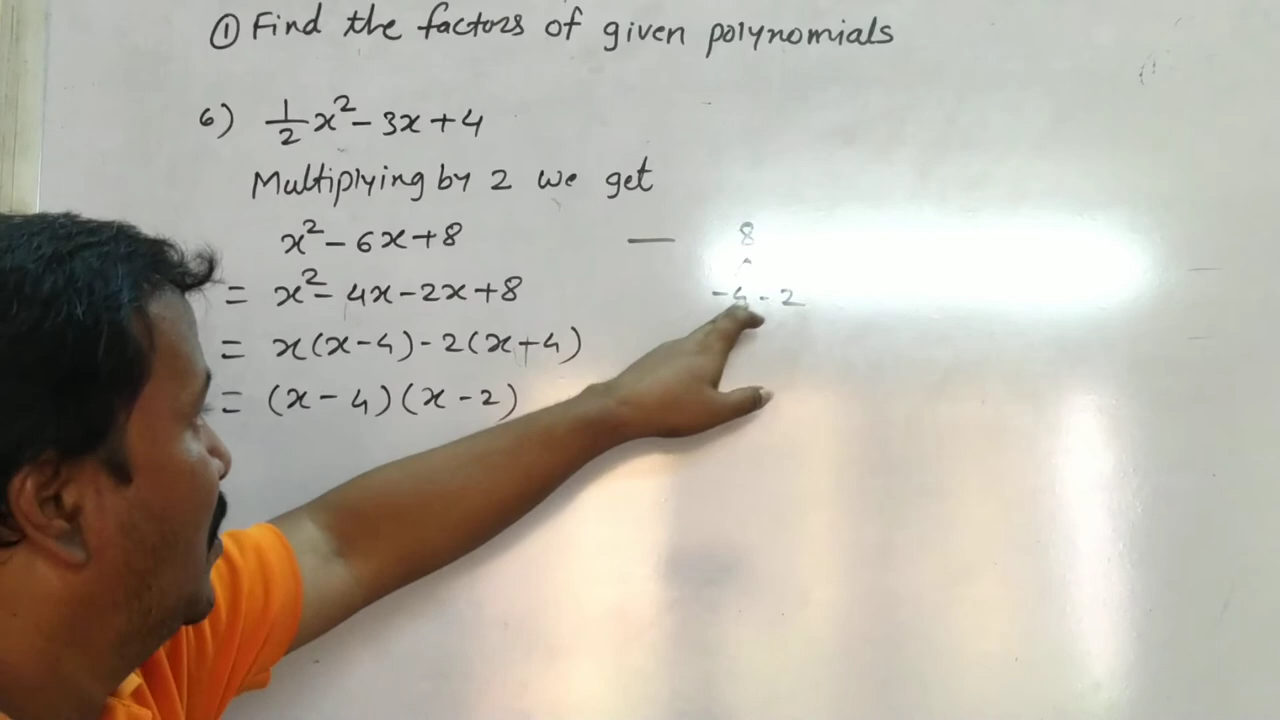 ① Find the factors of given polynomials
6) 1/2 x² - 3x + 4
Multiplying by 2 we get
x² - 6x + 8 — 8
= x² - 4x - 2x + 8 -4 - 2
= x(x - 4) - 2(x + 4)
= (x - 4)(x - 2)